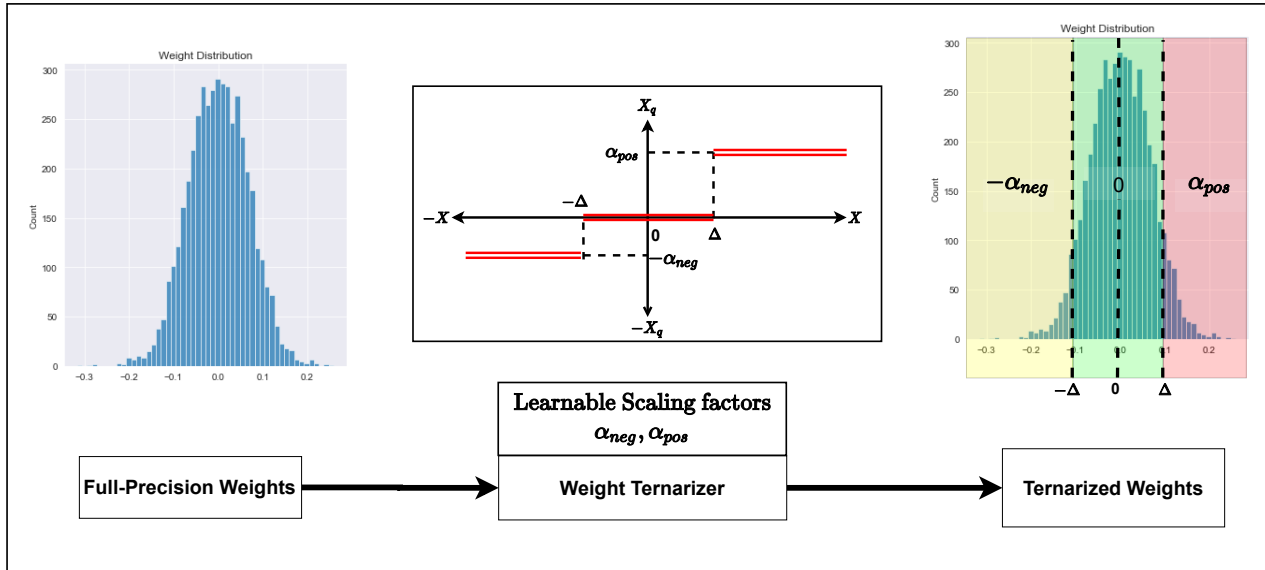 Weight Distribution
300
250
200
150
100
50
0
Count
−0.3 −0.2 −0.1 0.0 0.1 0.2
X_q
α_pos
−Δ
−X X
0 Δ
−α_neg
−X_q
Weight Distribution
300
250
200
150
100
50
0
Count
−α_neg 0 α_pos
−0.3 −0.2 −0.1 0.0 0.1 0.2
−Δ 0 Δ
Learnable Scaling factors
α_neg, α_pos
Full-Precision Weights
Weight Ternarizer
Ternarized Weights